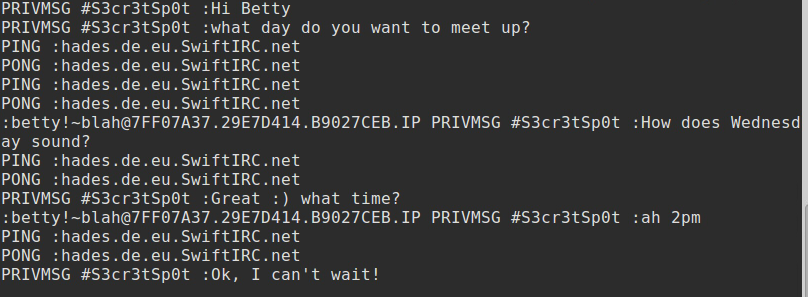 PRIVMSG #S3cr3tSp0t :Hi Betty
PRIVMSG #S3cr3tSp0t :what day do you want to meet up?
PING :hades.de.eu.SwiftIRC.net
PONG :hades.de.eu.SwiftIRC.net
PING :hades.de.eu.SwiftIRC.net
PONG :hades.de.eu.SwiftIRC.net
:betty!~blah@7FF07A37.29E7D414.B9027CEB.IP PRIVMSG #S3cr3tSp0t :How does Wednesd
ay sound?
PING :hades.de.eu.SwiftIRC.net
PONG :hades.de.eu.SwiftIRC.net
PRIVMSG #S3cr3tSp0t :Great :) what time?
:betty!~blah@7FF07A37.29E7D414.B9027CEB.IP PRIVMSG #S3cr3tSp0t :ah 2pm
PING :hades.de.eu.SwiftIRC.net
PONG :hades.de.eu.SwiftIRC.net
PRIVMSG #S3cr3tSp0t :Ok, I can't wait!